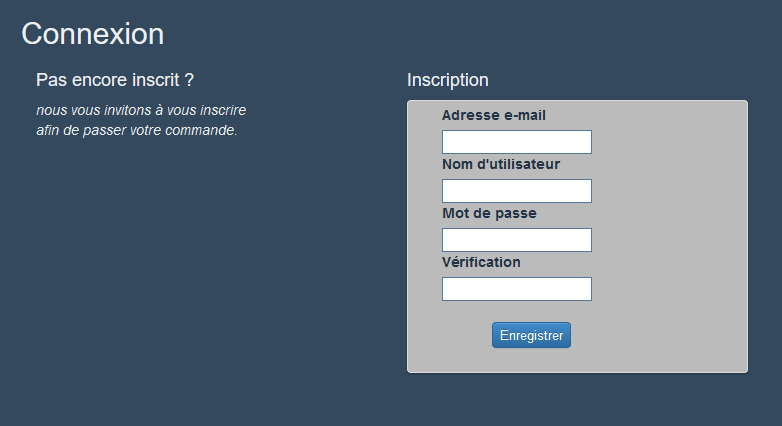 Connexion
Pas encore inscrit ?
nous vous invitons à vous inscrire
afin de passer votre commande.
Inscription
Adresse e-mail
Nom d'utilisateur
Mot de passe
Vérification
Enregistrer